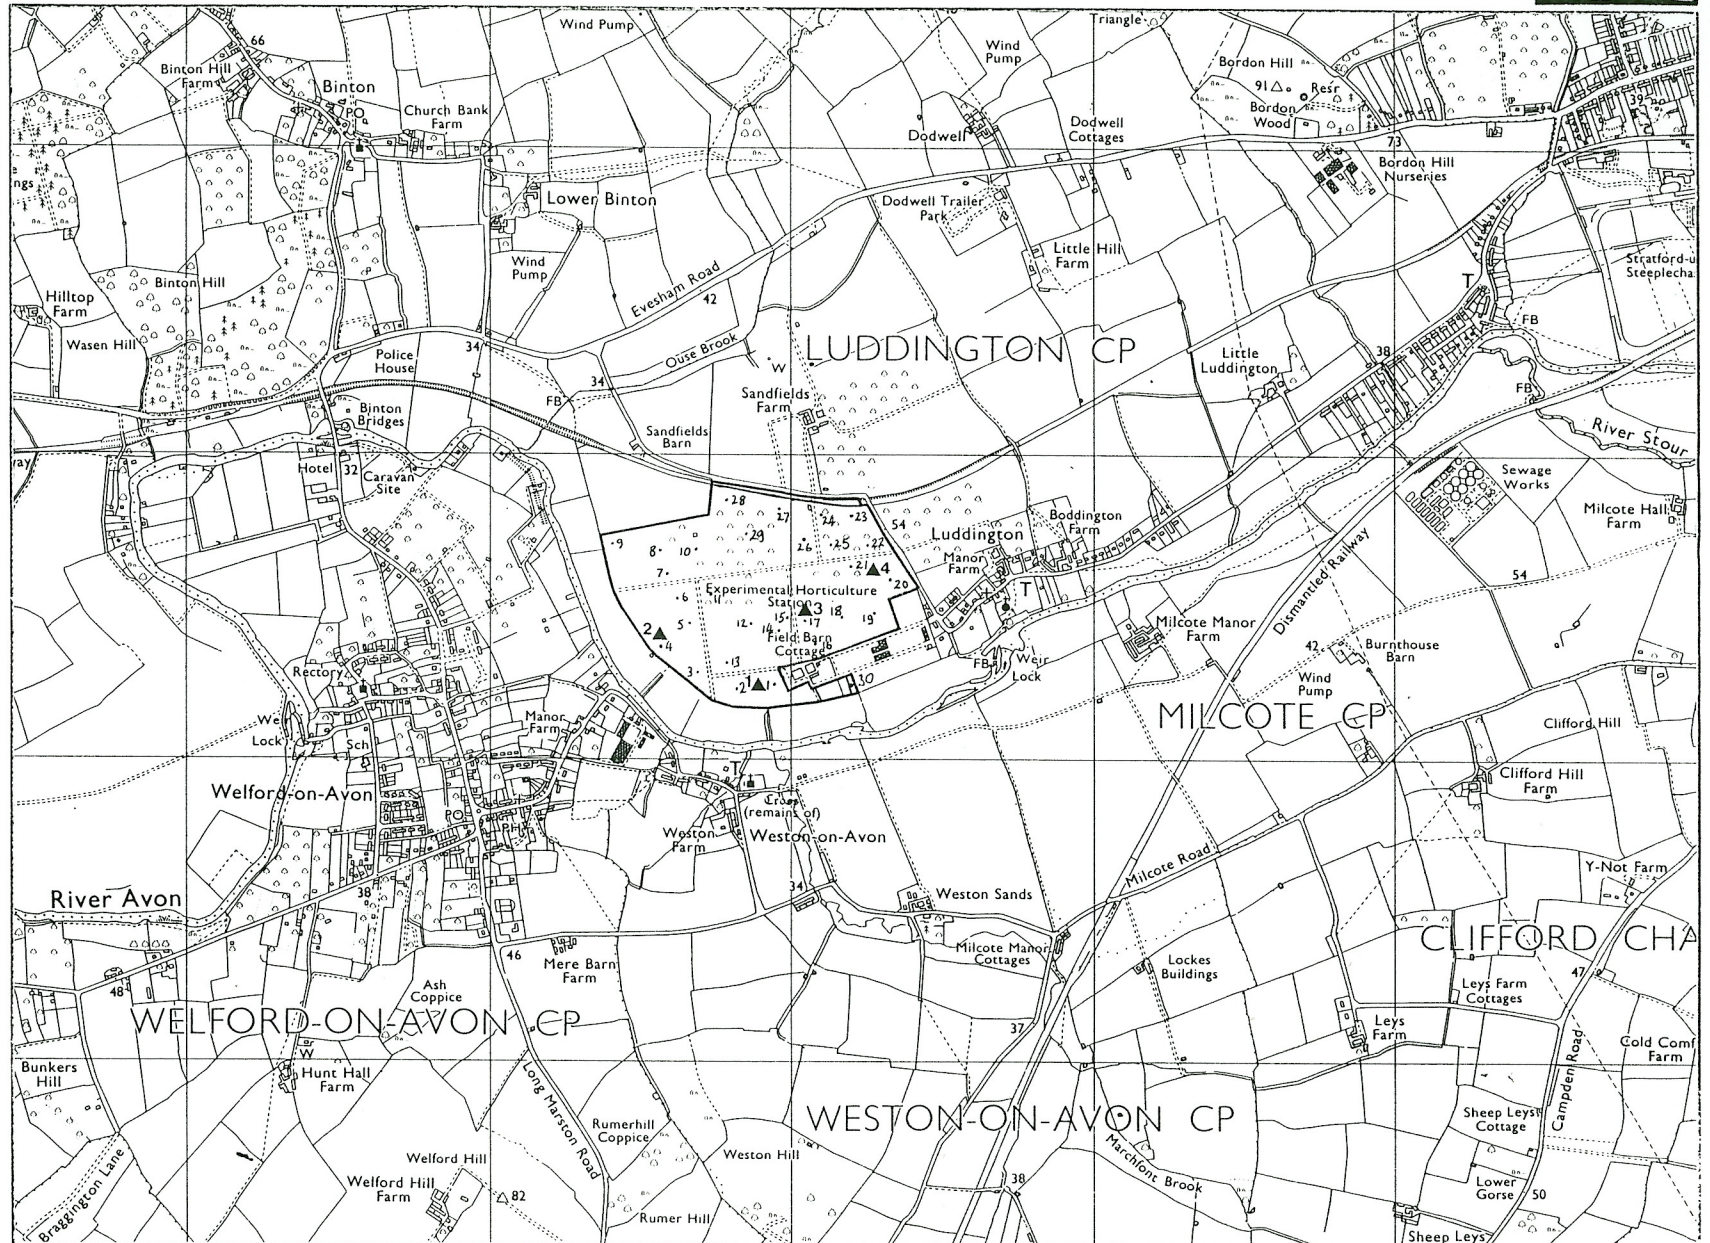 Wind Pump
Triangle
66
Binton Hill
Farm
Wind
Pump
Bordon Hill
91
Resr
Bordon
Wood
39
Binton
PO
Church Bank
Farm
Dodwell
Dodwell
Cottages
73
Bordon Hill
Nurseries
ngs
Lower Binton
Dodwell Trailer
Park
Little Hill
Farm
Wind
Pump
Stratford-u
Steeplecha
Binton Hill
Hilltop
Farm
Evesham Road
42
T
FB
Wasen Hill
34
Police
House
Ouse Brook
LUDDINGTON CP
Little
Luddington
38
W
34
FB
Sandfields
Farm
FB
Binton
Bridges
Sandfields
Barn
River Stour
way
Hotel
32
Caravan
Site
Sewage
Works
Milcote Hall
Farm
28
27
24
23
54
Boddington
Farm
Luddington
Manor
Farm
9
8
10
29
26
25
22
7
21
4
20
Dismantled Railway
54
Experimental Horticulture
Station
6
11
3
18
T
5
12
15
14
17
19
2
4
Field Barn
Cottage
16
Milcote Manor
Farm
42
Burnthouse
Barn
3
13
2
1
1
30
FB
Weir
Lock
Wind
Pump
Rectory
We
Lock
Manor
Farm
Sch
MILCOTE CP
Clifford Hill
Clifford Hill
Farm
T
Welford-on-Avon
PO
PH
Cross
(remains of)
Weston
Farm
Weston-on-Avon
Milcote Road
Y-Not Farm
River Avon
38
34
Weston Sands
CLIFFORD CHA
46
Mere Barn
Farm
Milcote Manor
Cottages
Lockes
Buildings
47
48
Ash
Coppice
Leys Farm
Cottages
WELFORD-ON-AVON CP
37
Leys
Farm
W
Cold Comf
Farm
Bunkers
Hill
Hunt Hall
Farm
Long Marston Road
Campden Road
Rumerhill
Coppice
WESTON-ON-AVON CP
Sheep Leys
Cottage
Braggington Lane
Welford Hill
Weston Hill
Marchfont Brook
Welford Hill
Farm
82
38
Lower
Gorse
50
Rumer Hill
Sheep Leys